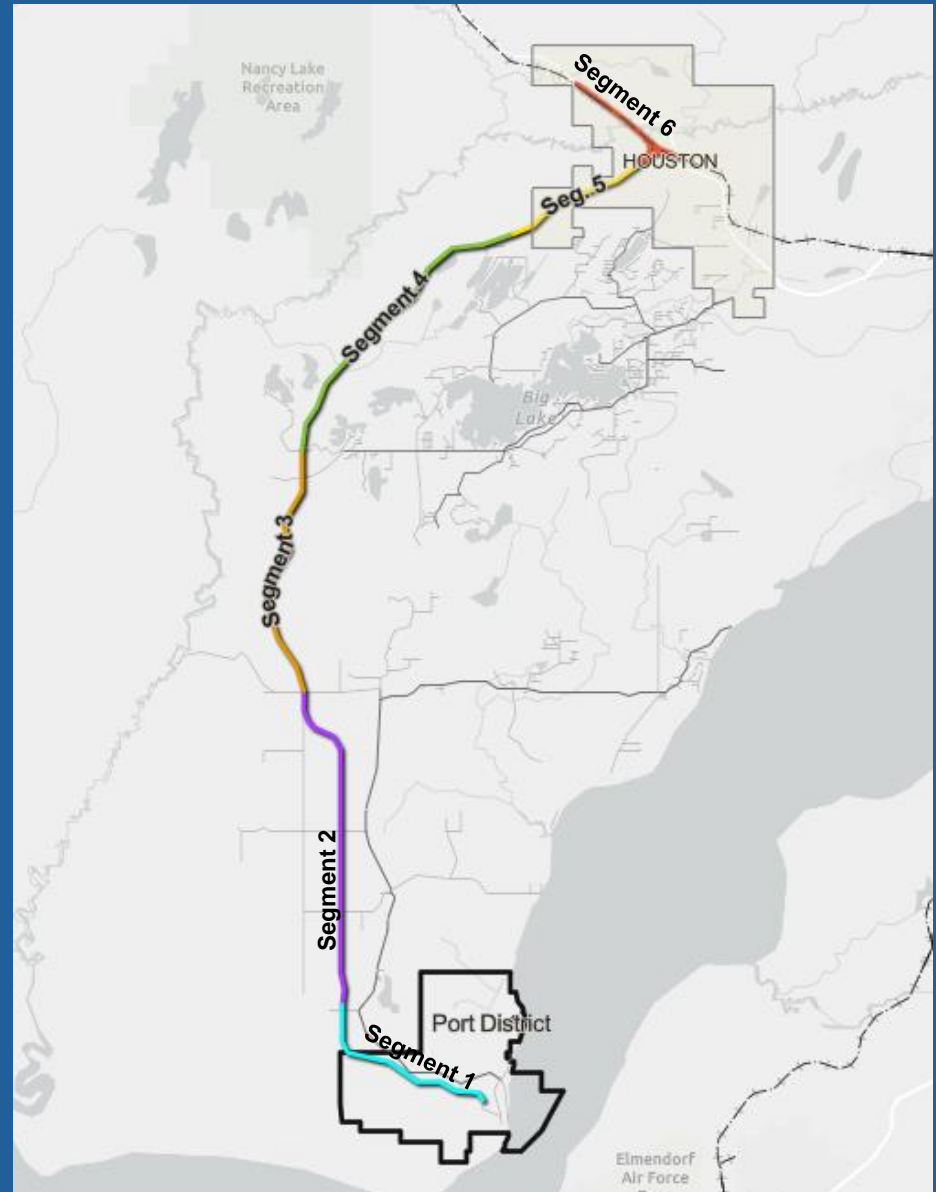 Nancy Lake
Recreation
Area
Segment 6
HOUSTON
Seg. 5
Segment 4
Big
Lake
Segment 3
Segment 2
Port District
Segment 1
Elmendorf
Air Force